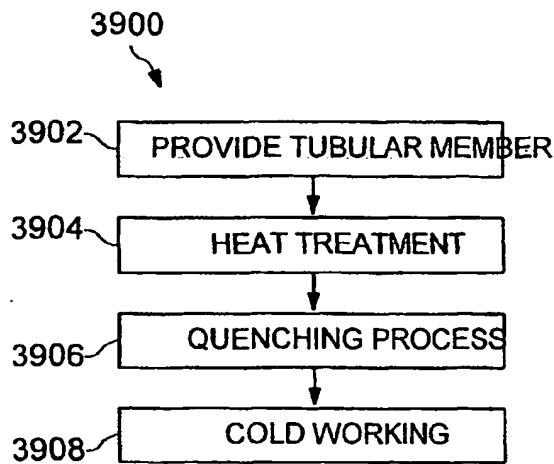 3900
3902 PROVIDE TUBULAR MEMBER
3904 HEAT TREATMENT
3906 QUENCHING PROCESS
3908 COLD WORKING